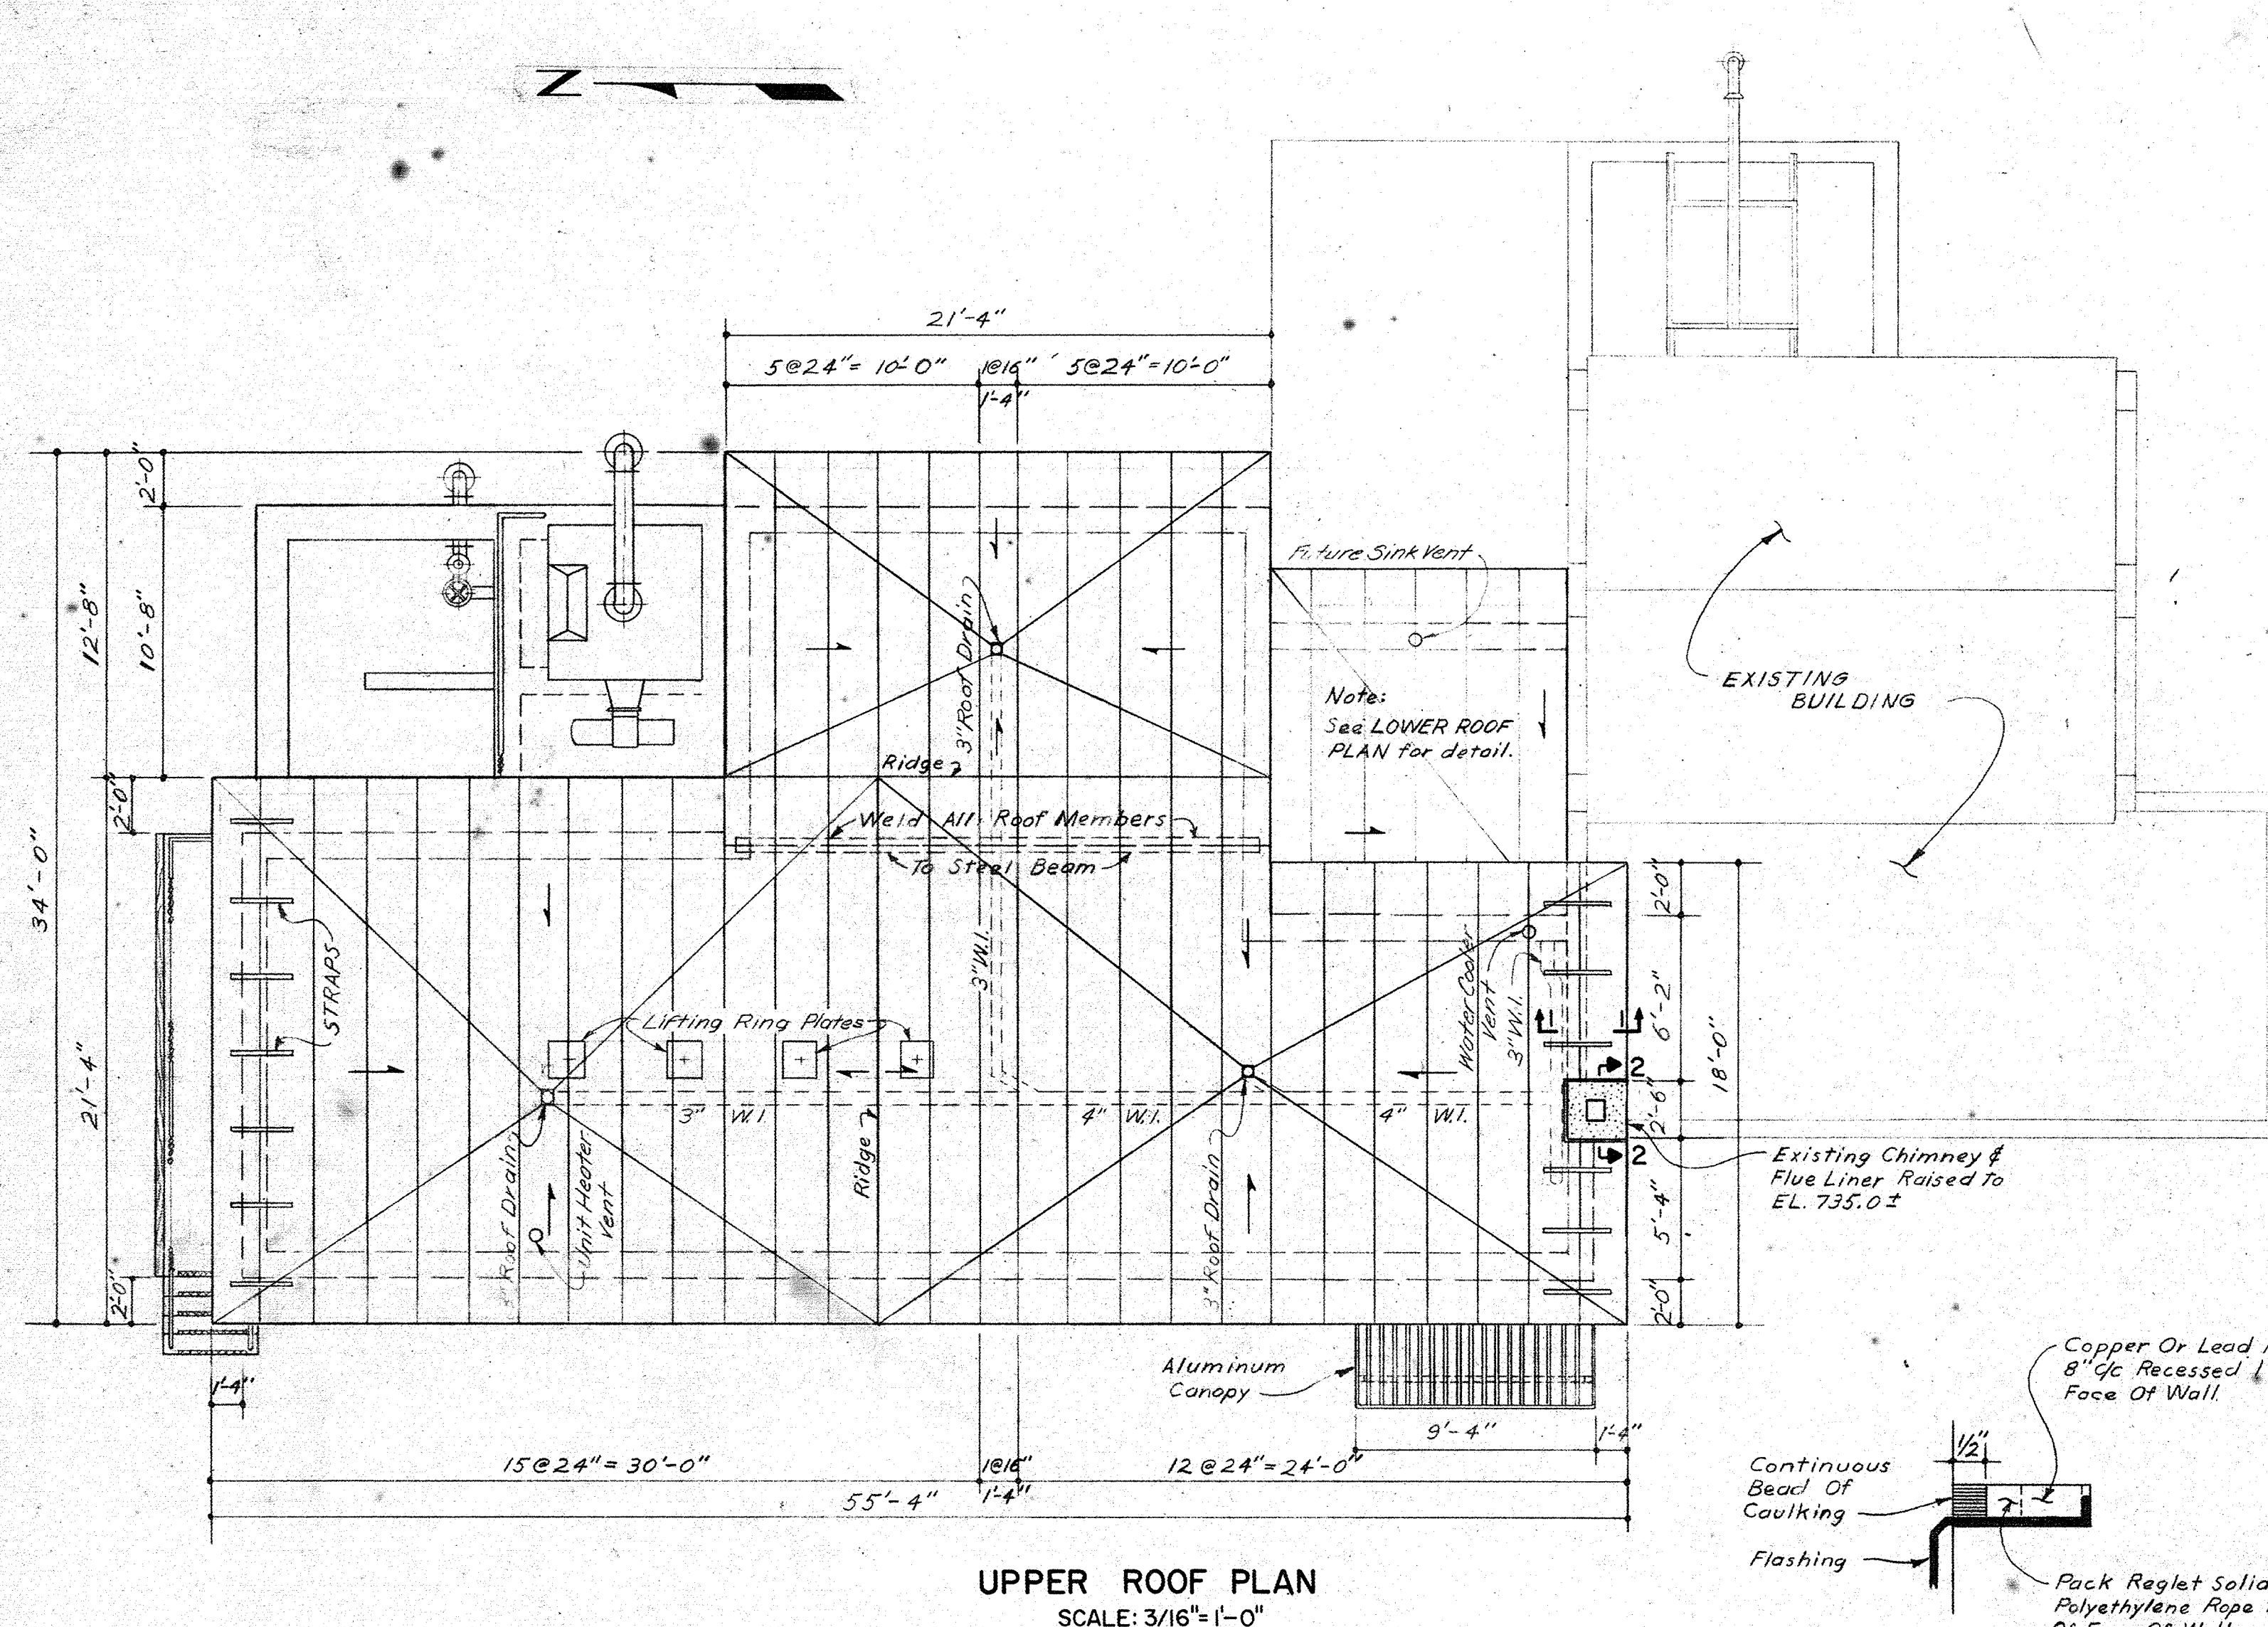 N
21'-4"
5@24"= 10'-0" 1@16" 5@24"=10'-0"
1'-4"
2'-0"
12'-8"
10'-8"
34'-0"
2'-0"
21'-4"
2'-0"
3" Roof Drain
Future Sink Vent
Note:
See LOWER ROOF
PLAN for detail.
EXISTING
BUILDING
Ridge
Weld All Roof Members
To Steel Beam
STRAPS
3" W.I.
Lifting Ring Plates
Water Cooler
Vent
3" W.I.
1 1
2
2
3" W.I.
4" W.I.
4" W.I.
Ridge
3" Roof Drain
Unit Heater
Vent
3" Roof Drain
2'-0"
6'-2"
18'-0"
2'-6"
5'-4"
2'-0"
Existing Chimney &
Flue Liner Raised To
EL. 735.0±
Aluminum
Canopy
1'-4"
9'-4"
1'-4"
15@24"= 30'-0" 1@16" 12@24"=24'-0"
1'-4"
55'-4"
Copper Or Lead
8" c/c Recessed
Face Of Wall.
1/2"
Continuous
Bead Of
Caulking
Flashing
Pack Reglet Solid
Polyethylene Rope
UPPER ROOF PLAN
SCALE: 3/16"=1'-0"